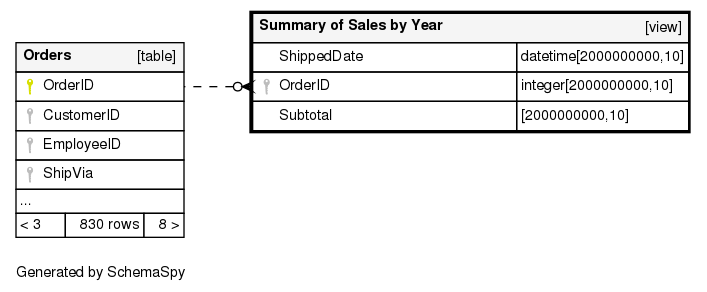 Orders [table]
OrderID
CustomerID
EmployeeID
ShipVia
...
< 3 830 rows 8 >
Summary of Sales by Year [view]
ShippedDate datetime[2000000000,10]
OrderID integer[2000000000,10]
Subtotal [2000000000,10]
Generated by SchemaSpy